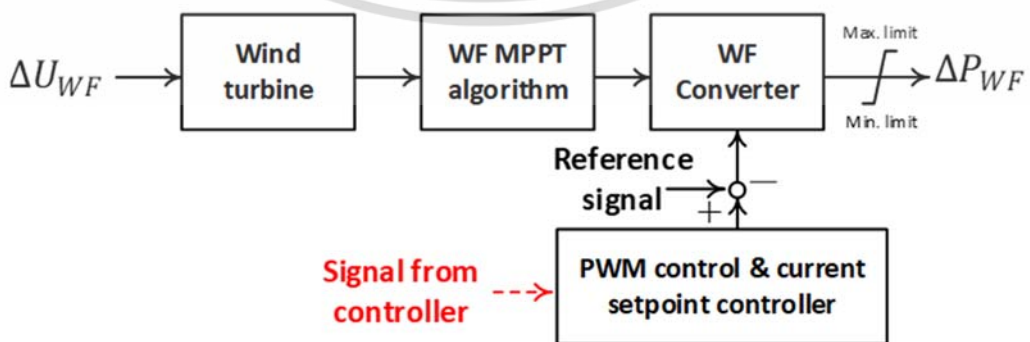 Max. limit
Wind
turbine
WF MPPT
algorithm
WF
Converter
ΔU_WF
ΔP_WF
Min. limit
Reference
signal
−
+
Signal from
controller
PWM control & current
setpoint controller